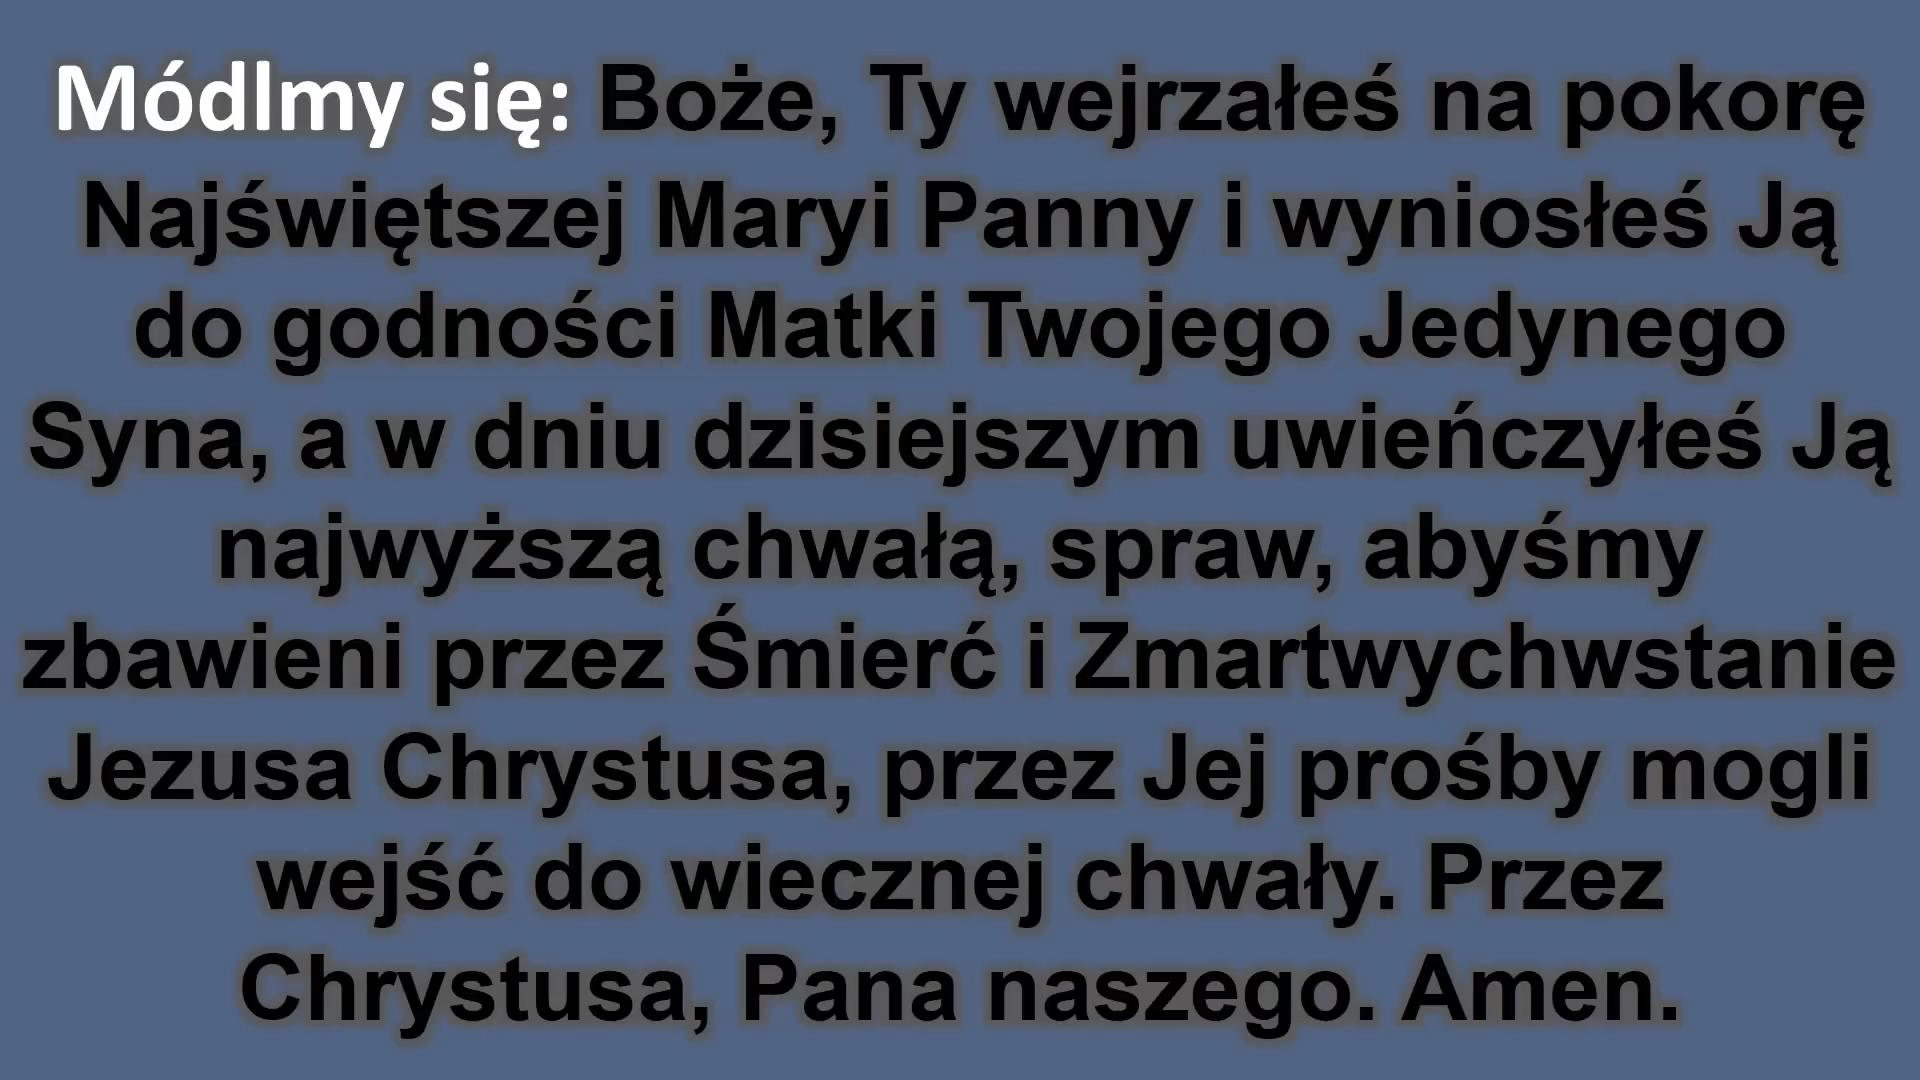 Módlmy się: Boże, Ty wejrzałeś na pokorę
Najświętszej Maryi Panny i wyniosłeś Ją
do godności Matki Twojego Jedynego
Syna, a w dniu dzisiejszym uwieńczyłeś Ją
najwyższą chwałą, spraw, abyśmy
zbawieni przez Śmierć i Zmartwychwstanie
Jezusa Chrystusa, przez Jej prośby mogli
wejść do wiecznej chwały. Przez
Chrystusa, Pana naszego. Amen.